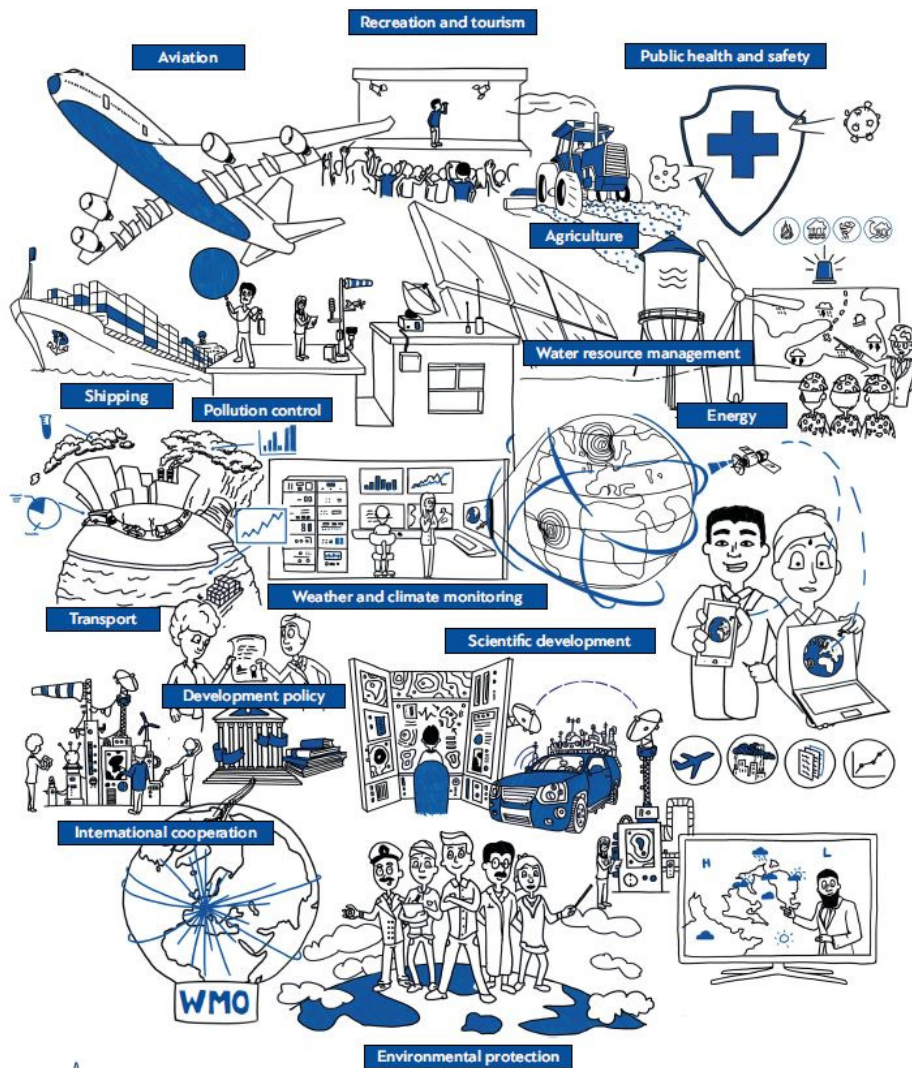 Recreation and tourism
Aviation
Public health and safety
Agriculture
Water resource management
Shipping
Pollution control
Energy
Weather and climate monitoring
Transport
Scientific development
Development policy
International cooperation
H
L
WMO
Environmental protection